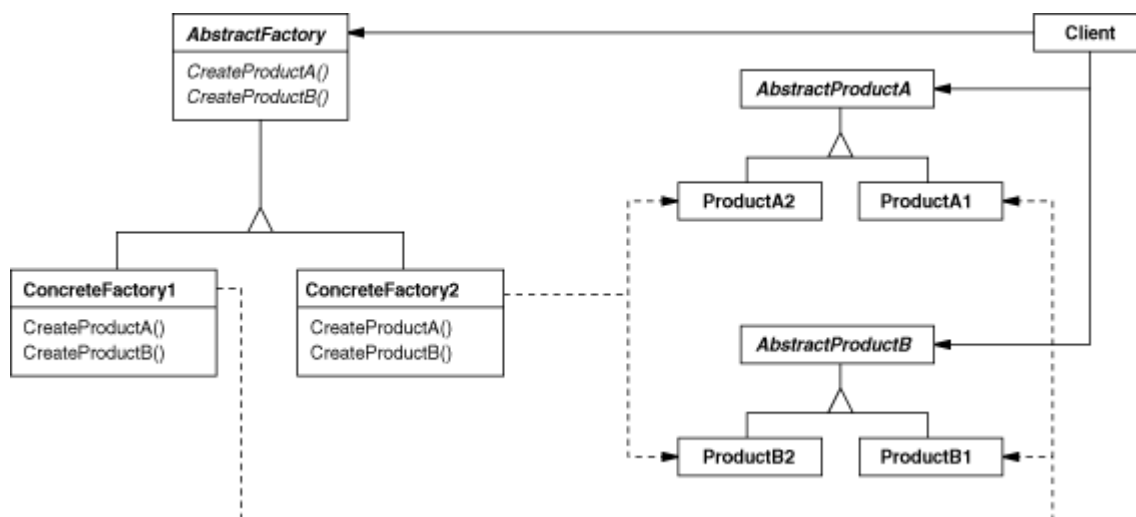 AbstractFactory
CreateProductA()
CreateProductB()
Client
AbstractProductA
ProductA2
ProductA1
ConcreteFactory1
CreateProductA()
CreateProductB()
ConcreteFactory2
CreateProductA()
CreateProductB()
AbstractProductB
ProductB2
ProductB1